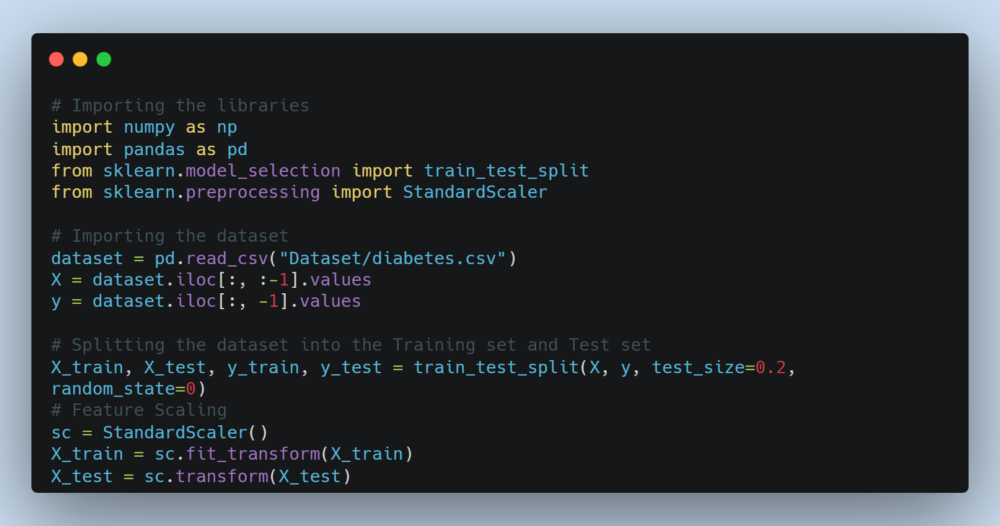 # Importing the libraries
import numpy as np
import pandas as pd
from sklearn.model_selection import train_test_split
from sklearn.preprocessing import StandardScaler
# Importing the dataset
dataset = pd.read_csv("Dataset/diabetes.csv")
X = dataset.iloc[:, :-1].values
y = dataset.iloc[:, -1].values
# Splitting the dataset into the Training set and Test set
X_train, X_test, y_train, y_test = train_test_split(X, y, test_size=0.2,
random_state=0)
# Feature Scaling
sc = StandardScaler()
X_train = sc.fit_transform(X_train)
X_test = sc.transform(X_test)